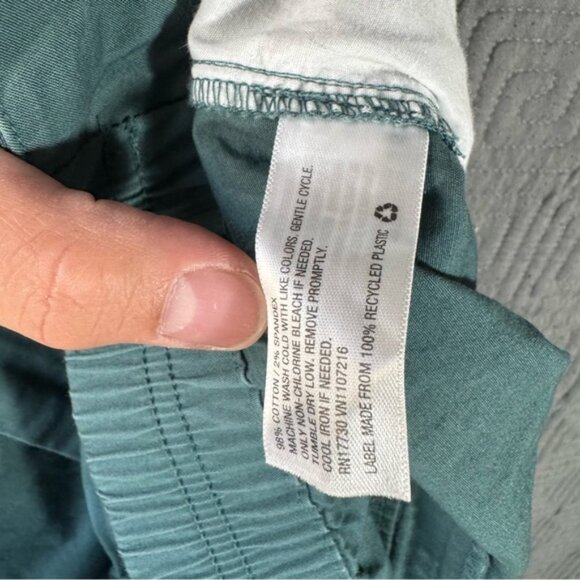 98% COTTON / 2% SPANDEX
MACHINE WASH COLD WITH LIKE COLORS, GENTLE CYCLE.
ONLY NON-CHLORINE BLEACH IF NEEDED.
TUMBLE DRY LOW. REMOVE PROMPTLY.
COOL IRON IF NEEDED.
RN17730 VN1107216
LABEL MADE FROM 100% RECYCLED PLASTIC